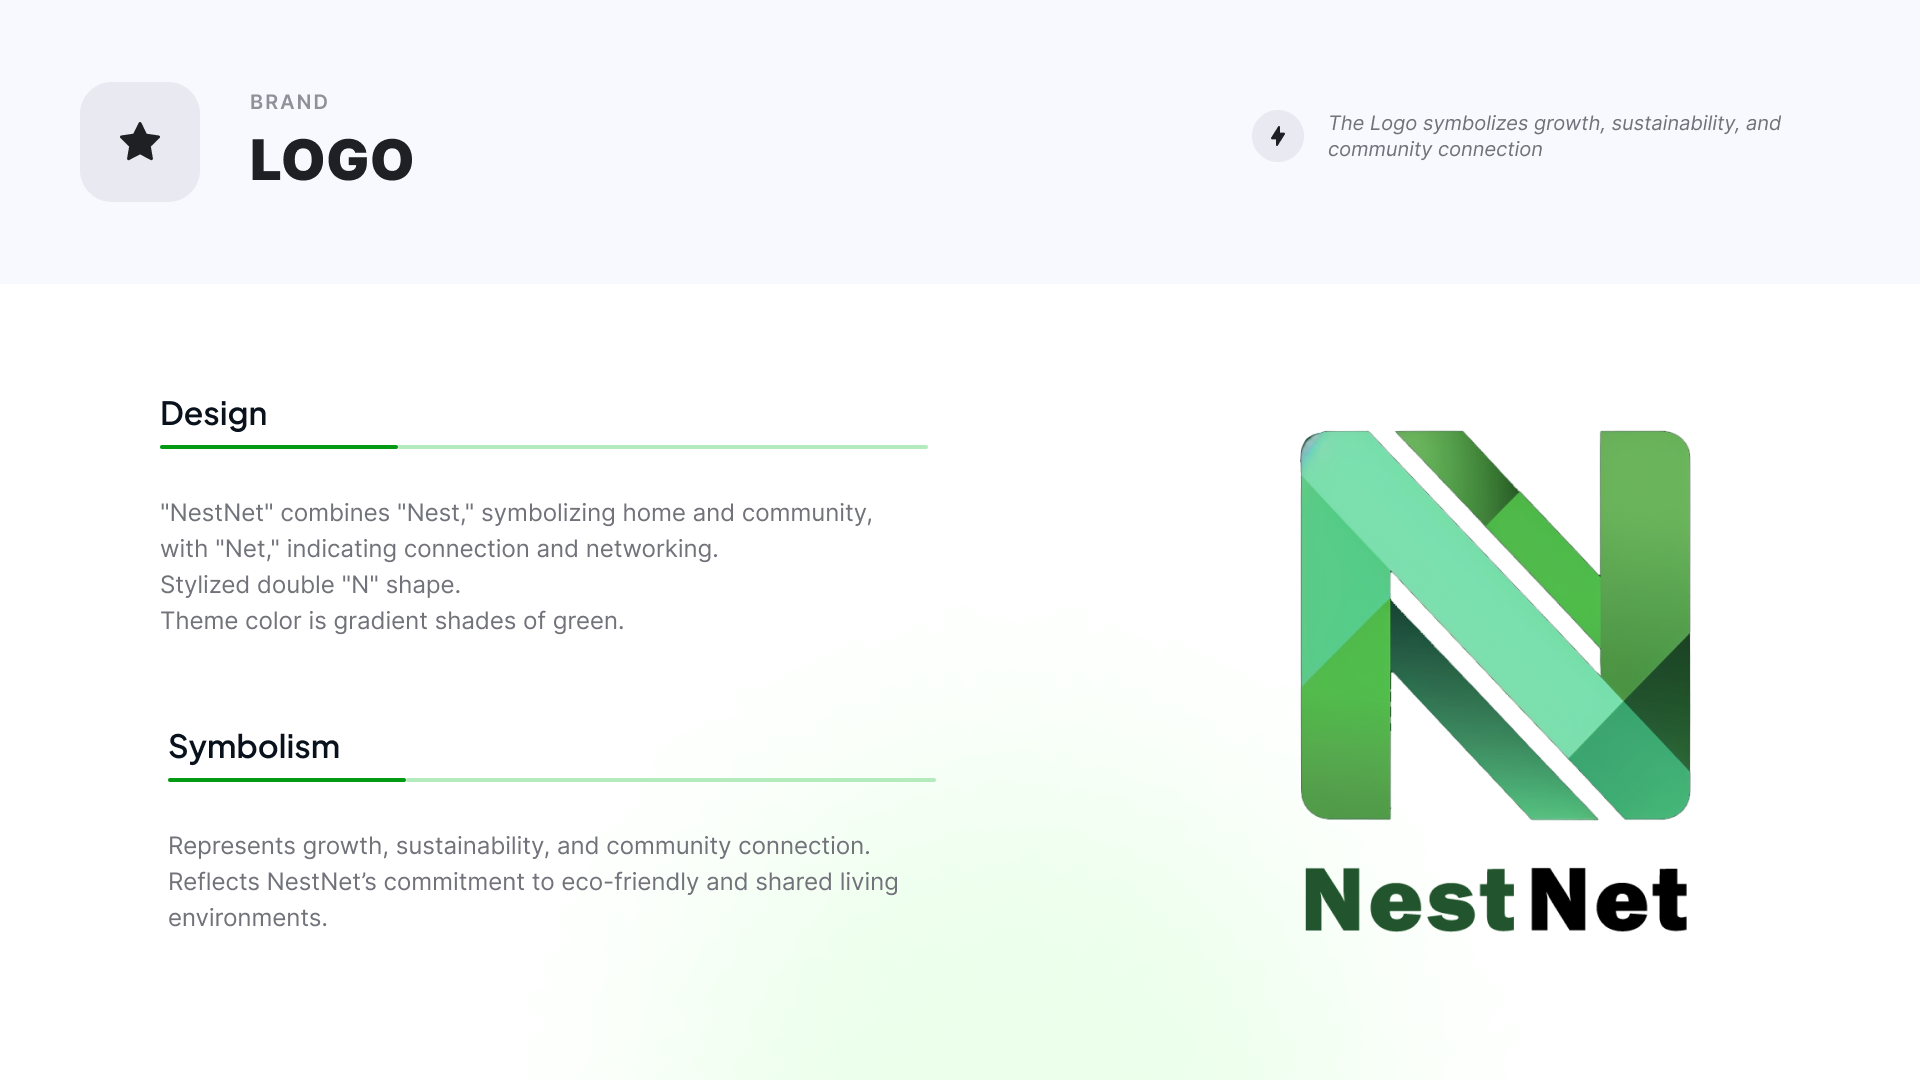 BRAND
LOGO
The Logo symbolizes growth, sustainability, and
community connection
Design
"NestNet" combines "Nest," symbolizing home and community,
with "Net," indicating connection and networking.
Stylized double "N" shape.
Theme color is gradient shades of green.
Symbolism
Represents growth, sustainability, and community connection.
Reflects NestNet’s commitment to eco-friendly and shared living
environments.
Nest Net